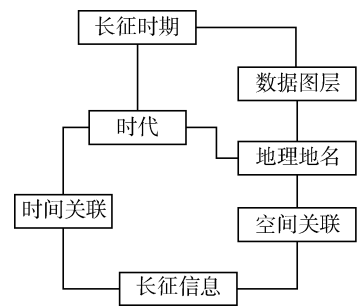 长征时期
数据图层
时代
地理地名
时间关联
空间关联
长征信息